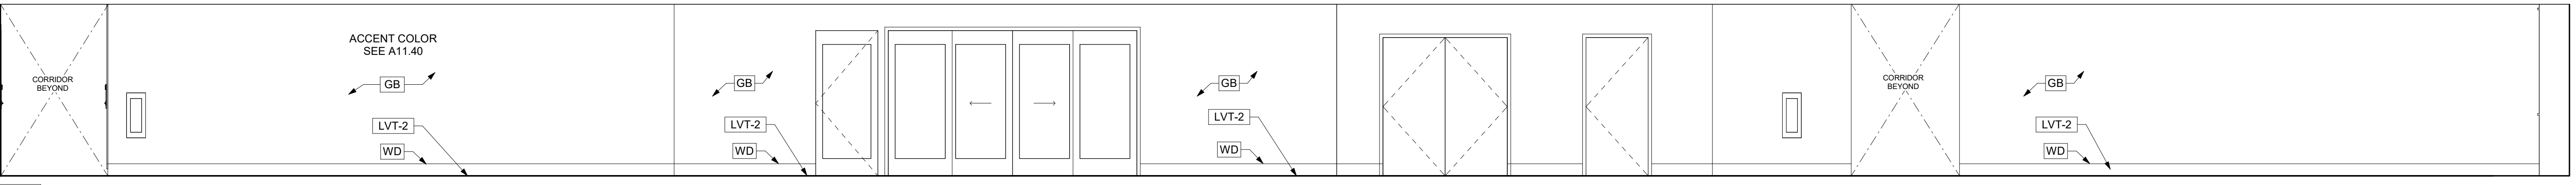 CORRIDOR
BEYOND
ACCENT COLOR
SEE A11.40
GB
LVT-2
WD
GB
LVT-2
WD
GB
LVT-2
WD
CORRIDOR
BEYOND
GB
LVT-2
WD